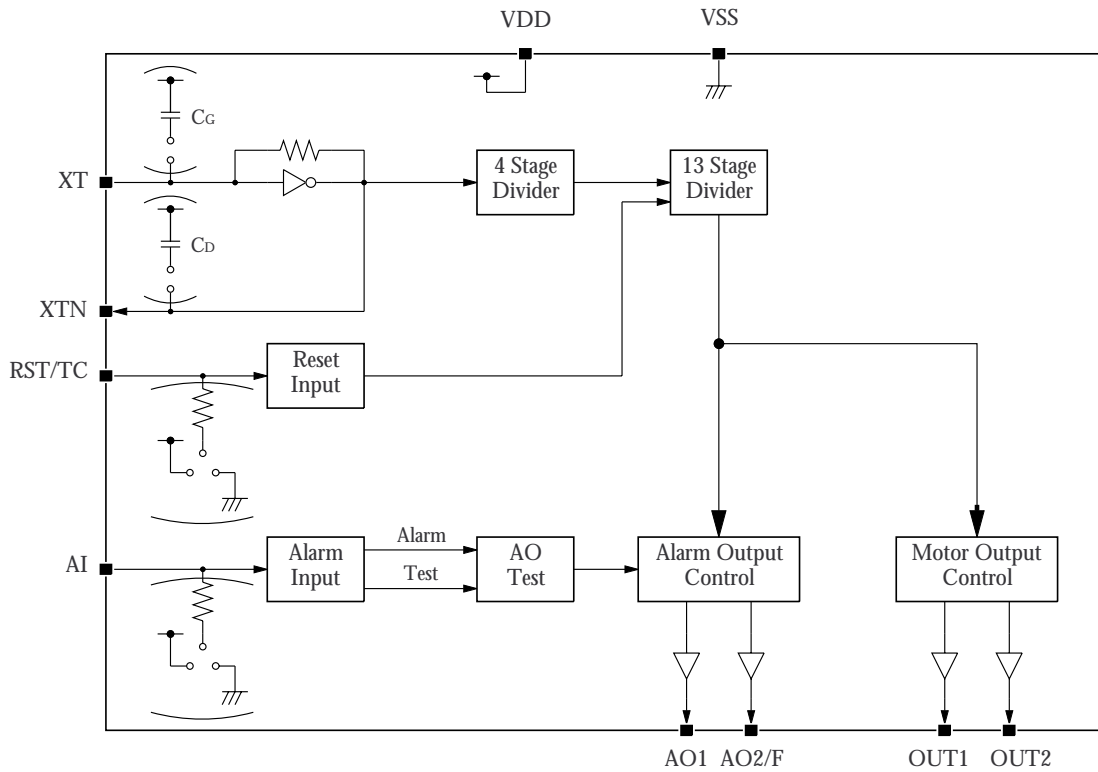 VDD
VSS
CG
XT
4 Stage
Divider
13 Stage
Divider
CD
XTN
RST/TC
Reset
Input
AI
Alarm
Input
Alarm
Test
AO
Test
Alarm Output
Control
Motor Output
Control
AO1
AO2/F
OUT1
OUT2